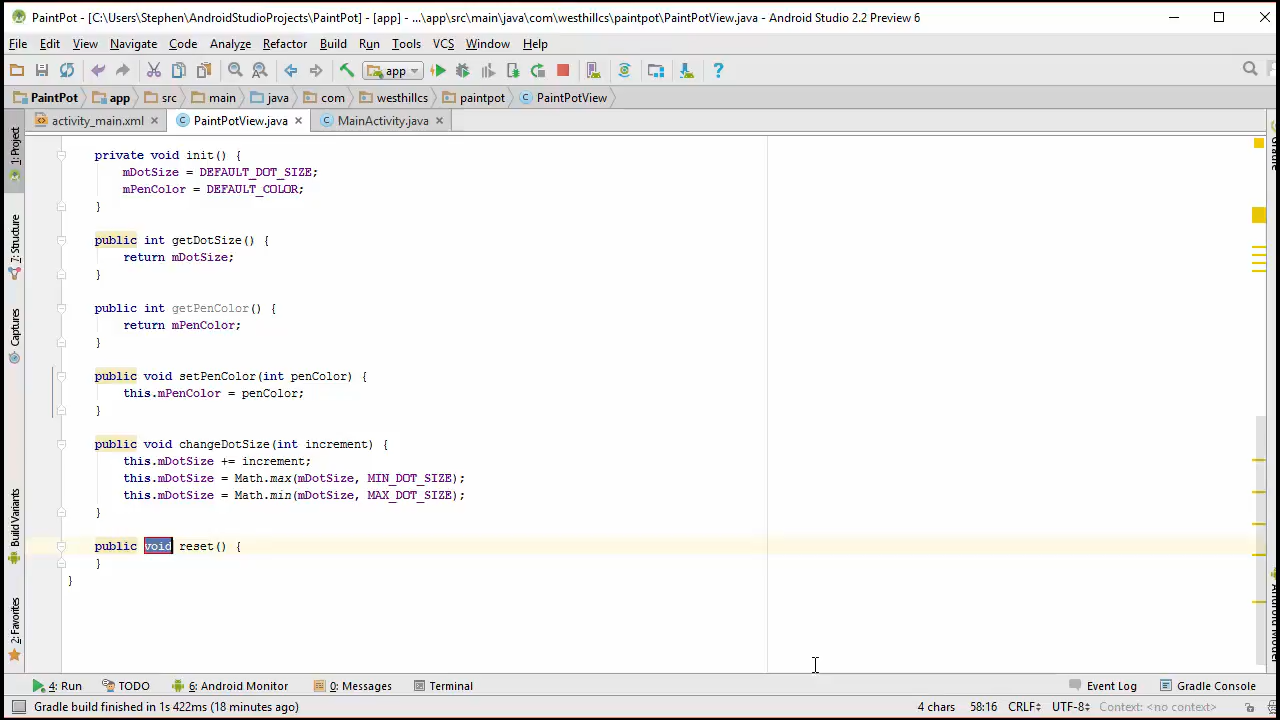 PaintPot - [C:\Users\Stephen\AndroidStudioProjects\PaintPot] - [app] - ...\app\src\main\java\com\westhillcs\paintpot\PaintPotView.java - Android Studio 2.2 Preview 6
File Edit View Navigate Code Analyze Refactor Build Run Tools VCS Window Help
app
PaintPot app src main java com westhillcs paintpot PaintPotView
activity_main.xml PaintPotView.java MainActivity.java
1: Project
7: Structure
Captures
Build Variants
2: Favorites
private void init() {
mDotSize = DEFAULT_DOT_SIZE;
mPenColor = DEFAULT_COLOR;
}
public int getDotSize() {
return mDotSize;
}
public int getPenColor() {
return mPenColor;
}
public void setPenColor(int penColor) {
this.mPenColor = penColor;
}
public void changeDotSize(int increment) {
this.mDotSize += increment;
this.mDotSize = Math.max(mDotSize, MIN_DOT_SIZE);
this.mDotSize = Math.min(mDotSize, MAX_DOT_SIZE);
}
public void reset() {
}
}
4: Run TODO 6: Android Monitor 0: Messages Terminal Event Log Gradle Console
Gradle build finished in 1s 422ms (18 minutes ago) 4 chars 58:16 CRLF÷ UTF-8÷ Context: <no context>